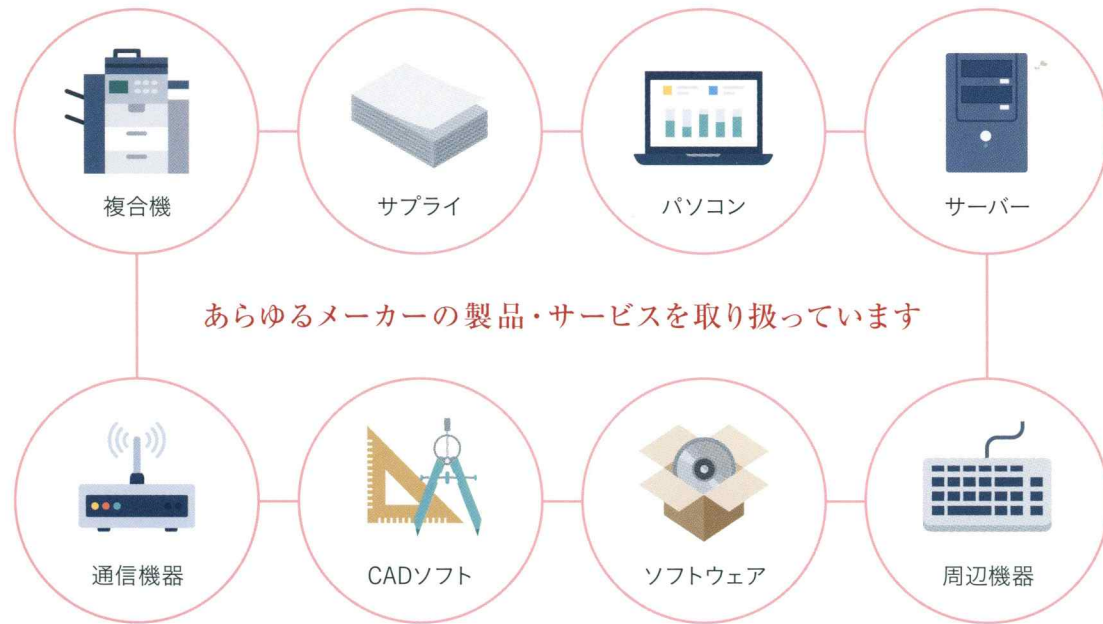 複合機
サプライ
パソコン
サーバー
あらゆるメーカーの製品・サービスを取り扱っています
通信機器
CADソフト
ソフトウェア
周辺機器